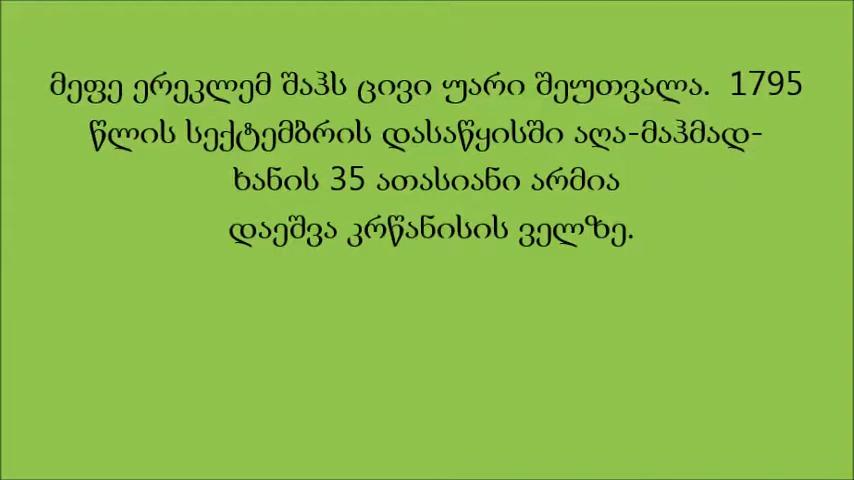 მეფე ერეკლემ შაჰს ცივი უარი შეუთვალა.  1795
წლის სექტემბრის დასაწყისში აღა-მაჰმად-
ხანის 35 ათასიანი არმია
დაეშვა კრწანისის ველზე.